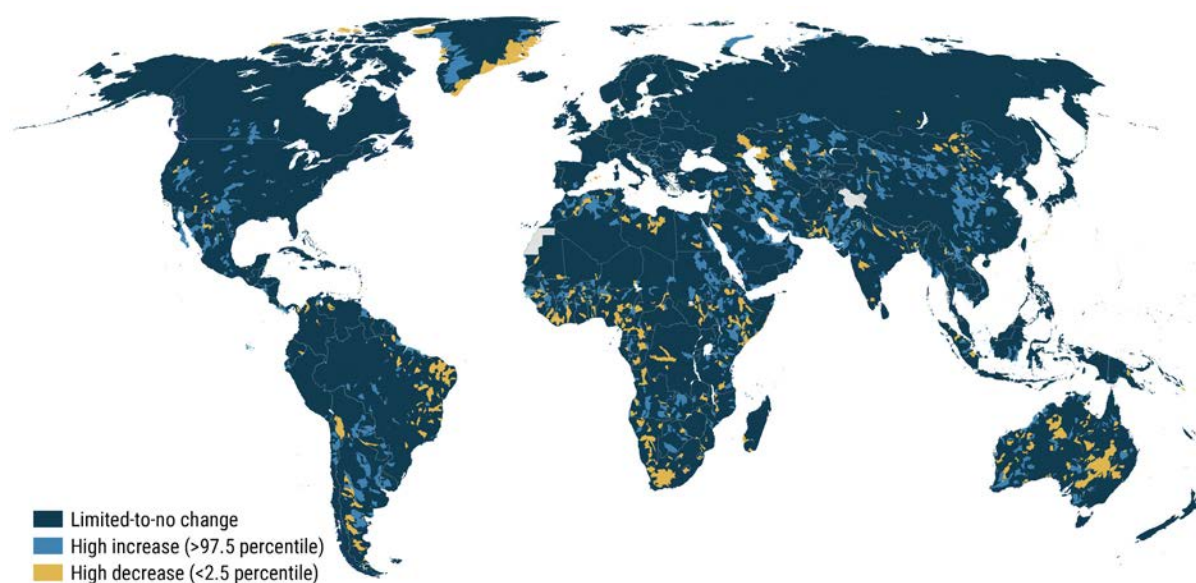 Limited-to-no change
High increase (>97.5 percentile)
High decrease (<2.5 percentile)